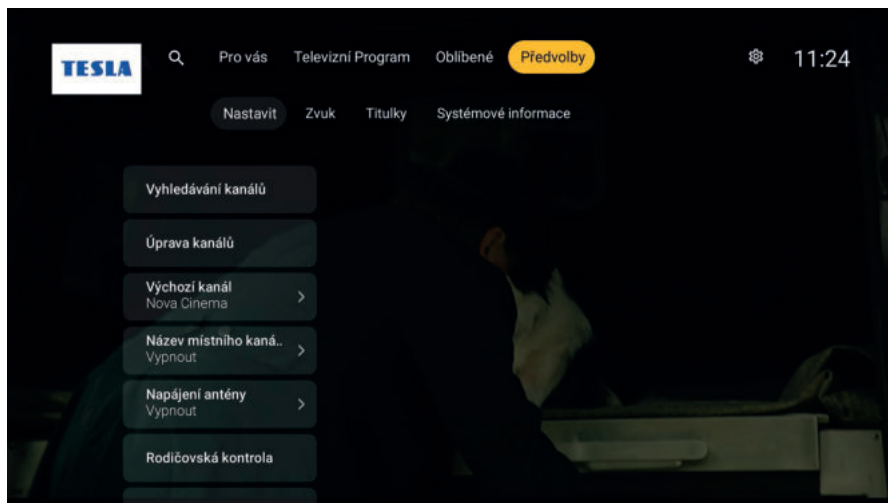 TESLA
Pro vás Televizní Program Oblíbené Předvolby 11:24
Nastavit Zvuk Titulky Systémové informace
Vyhledávání kanálů
Úprava kanálů
Výchozí kanál
Nova Cinema
Název místního kaná..
Vypnout
Napájení antény
Vypnout
Rodičovská kontrola